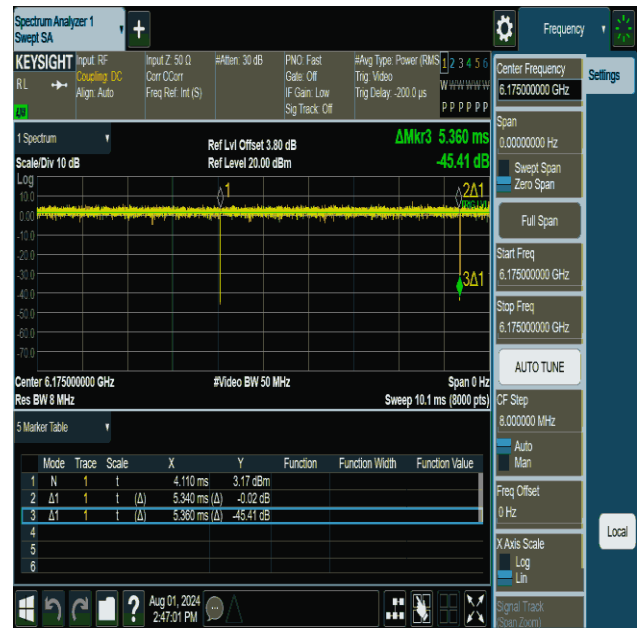 Spectrum Analyzer 1
Swept SA
+
Frequency
KEYSIGHT
RL
LXI
Input: RF
Coupling: DC
Align: Auto
Input Z: 50 Ω
Corr CCorr
Freq Ref: Int (S)
#Atten: 30 dB
PNO: Fast
Gate: Off
IF Gain: Low
Sig Track: Off
#Avg Type: Power (RMS
Trig: Video
Trig Delay: -200.0 µs
1 2 3 4 5 6
W W W W W W
P P P P P P
Center Frequency
6.175000000 GHz
Settings
Span
0.00000000 Hz
Swept Span
Zero Span
Full Span
Start Freq
6.175000000 GHz
Stop Freq
6.175000000 GHz
AUTO TUNE
CF Step
8.000000 MHz
Auto
Man
Freq Offset
0 Hz
X Axis Scale
Log
Lin
Signal Track
(Span Zoom)
Local
1 Spectrum
Scale/Div 10 dB
Ref Lvl Offset 3.80 dB
Ref Level 20.00 dBm
ΔMkr3 5.360 ms
-45.41 dB
Log
10.0
0.00
-10.0
-20.0
-30.0
-40.0
-50.0
-60.0
-70.0
1
2Δ1
3Δ1
Center 6.175000000 GHz
Res BW 8 MHz
#Video BW 50 MHz
Span 0 Hz
Sweep 10.1 ms (8000 pts)
5 Marker Table
Mode Trace Scale X Y Function Function Width Function Value
1 N 1 t 4.110 ms 3.17 dBm
2 Δ1 1 t (Δ) 5.340 ms (Δ) -0.02 dB
3 Δ1 1 t (Δ) 5.360 ms (Δ) -45.41 dB
4
5
6
?
Aug 01, 2024
2:47:01 PM